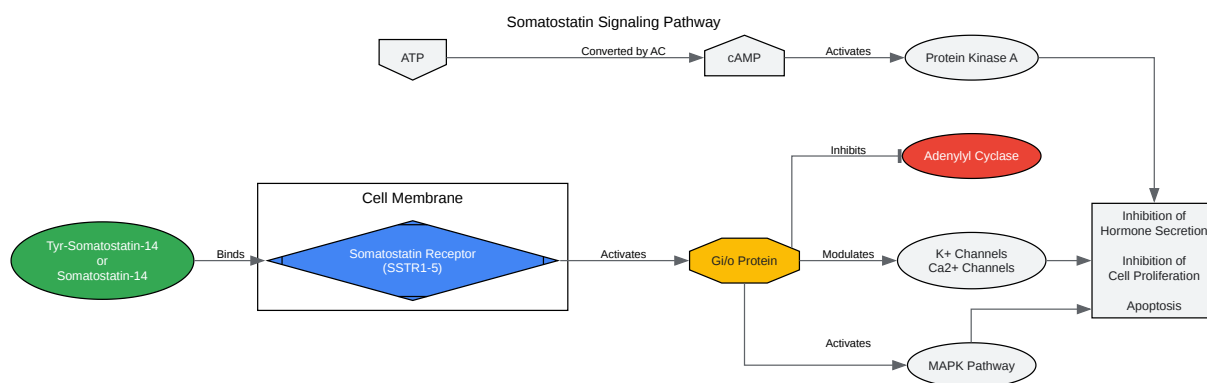 Somatostatin Signaling Pathway
ATP
Converted by AC
cAMP
Activates
Protein Kinase A
Inhibits
Adenylyl Cyclase
Cell Membrane
Tyr-Somatostatin-14
or
Somatostatin-14
Binds
Somatostatin Receptor
(SSTR1-5)
Activates
Gi/o Protein
Modulates
K+ Channels
Ca2+ Channels
Inhibition of
Hormone Secretion
Inhibition of
Cell Proliferation
Apoptosis
Activates
MAPK Pathway